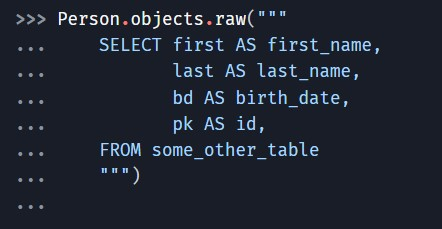 >>> Person.objects.raw("""
...     SELECT first AS first_name,
...            last AS last_name,
...            bd AS birth_date,
...            pk AS id,
...     FROM some_other_table
...     """)
...